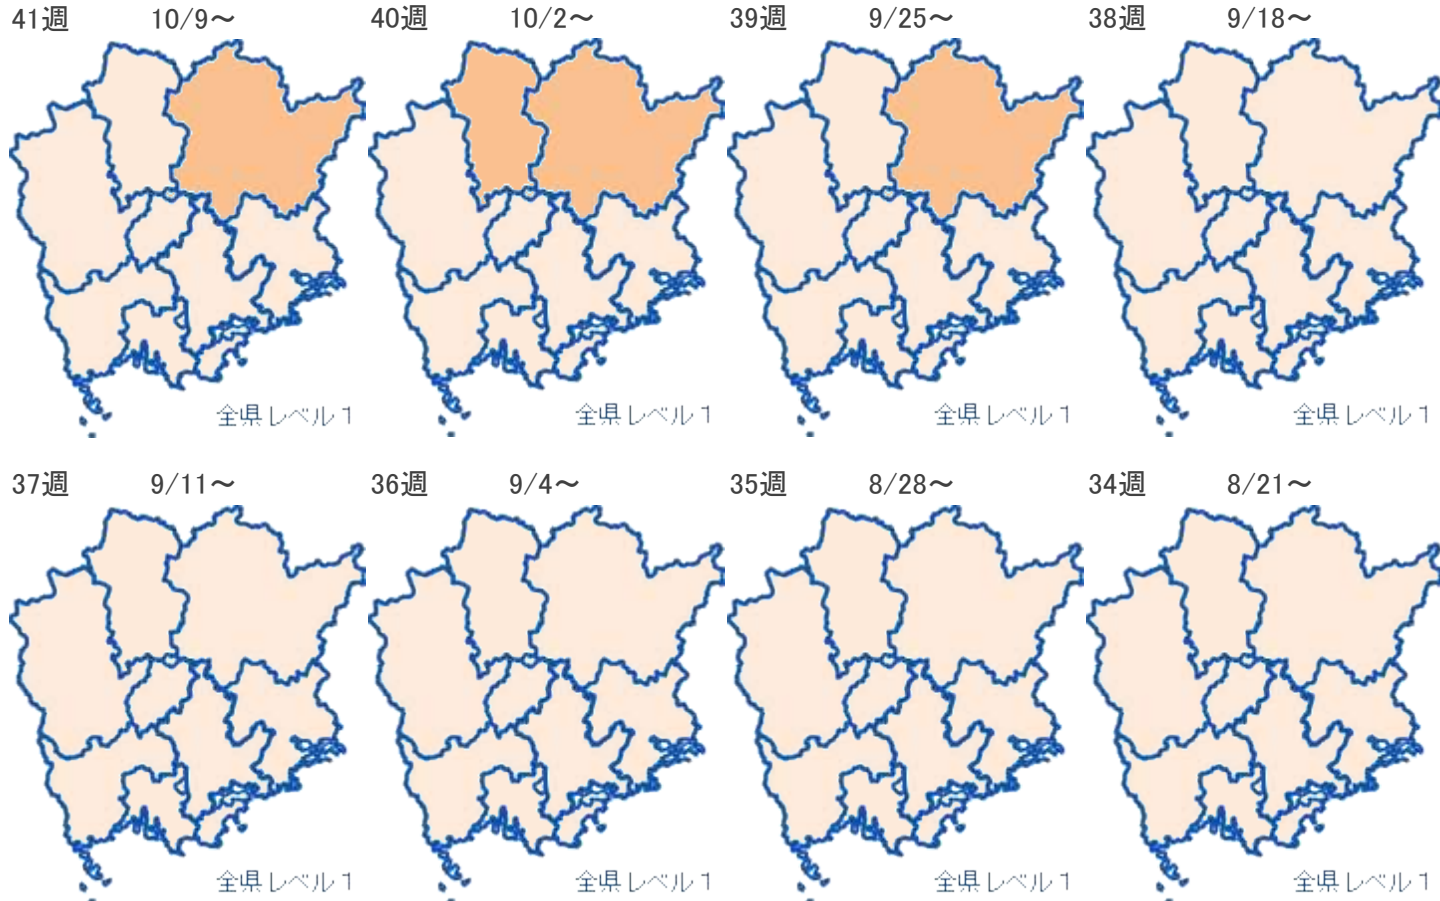 41週 10/9～
40週 10/2～
39週 9/25～
38週 9/18～
全県レベル1
全県レベル1
全県レベル1
全県レベル1
37週 9/11～
36週 9/4～
35週 8/28～
34週 8/21～
全県レベル1
全県レベル1
全県レベル1
全県レベル1